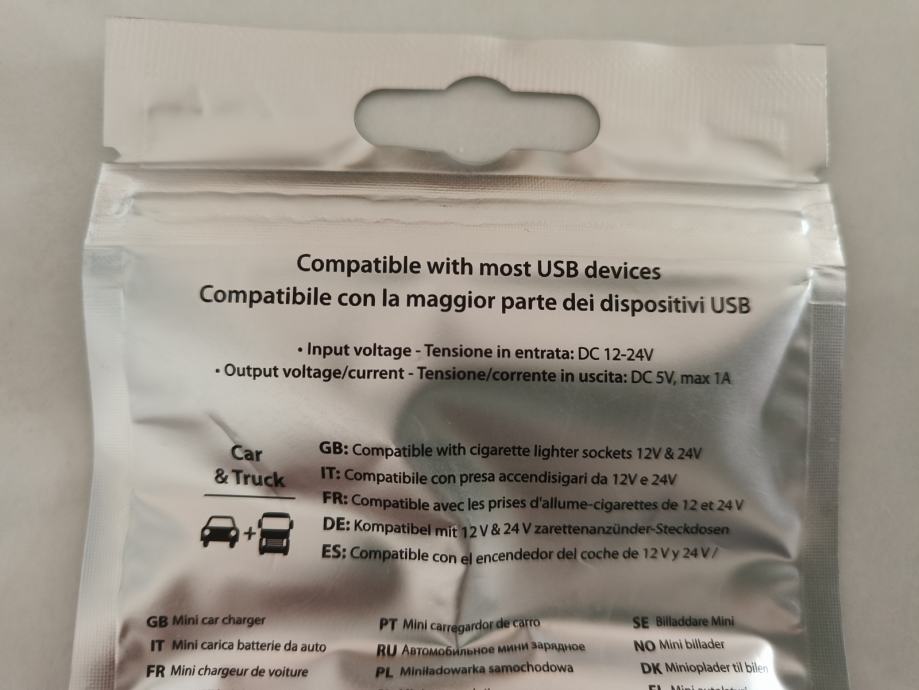 Compatible with most USB devices
Compatibile con la maggior parte dei dispositivi USB
• Input voltage - Tensione in entrata: DC 12-24V
• Output voltage/current - Tensione/corrente in uscita: DC 5V, max 1A
Car
& Truck
+
GB: Compatible with cigarette lighter sockets 12V & 24V
IT: Compatibile con presa accendisigari da 12V e 24V
FR: Compatible avec les prises d'allume-cigarettes de 12 et 24 V
DE: Kompatibel mit 12 V & 24 V zarettenanzünder-Steckdosen
ES: Compatible con el encendedor del coche de 12 V y 24 V /
GB Mini car charger
IT Mini carica batterie da auto
FR Mini chargeur de voiture
PT Mini carregardor de carro
RU Автомобильное мини зарядное
PL Miniładowarka samochodowa
SE Billaddare Mini
NO Mini billader
DK Minioplader til bilen